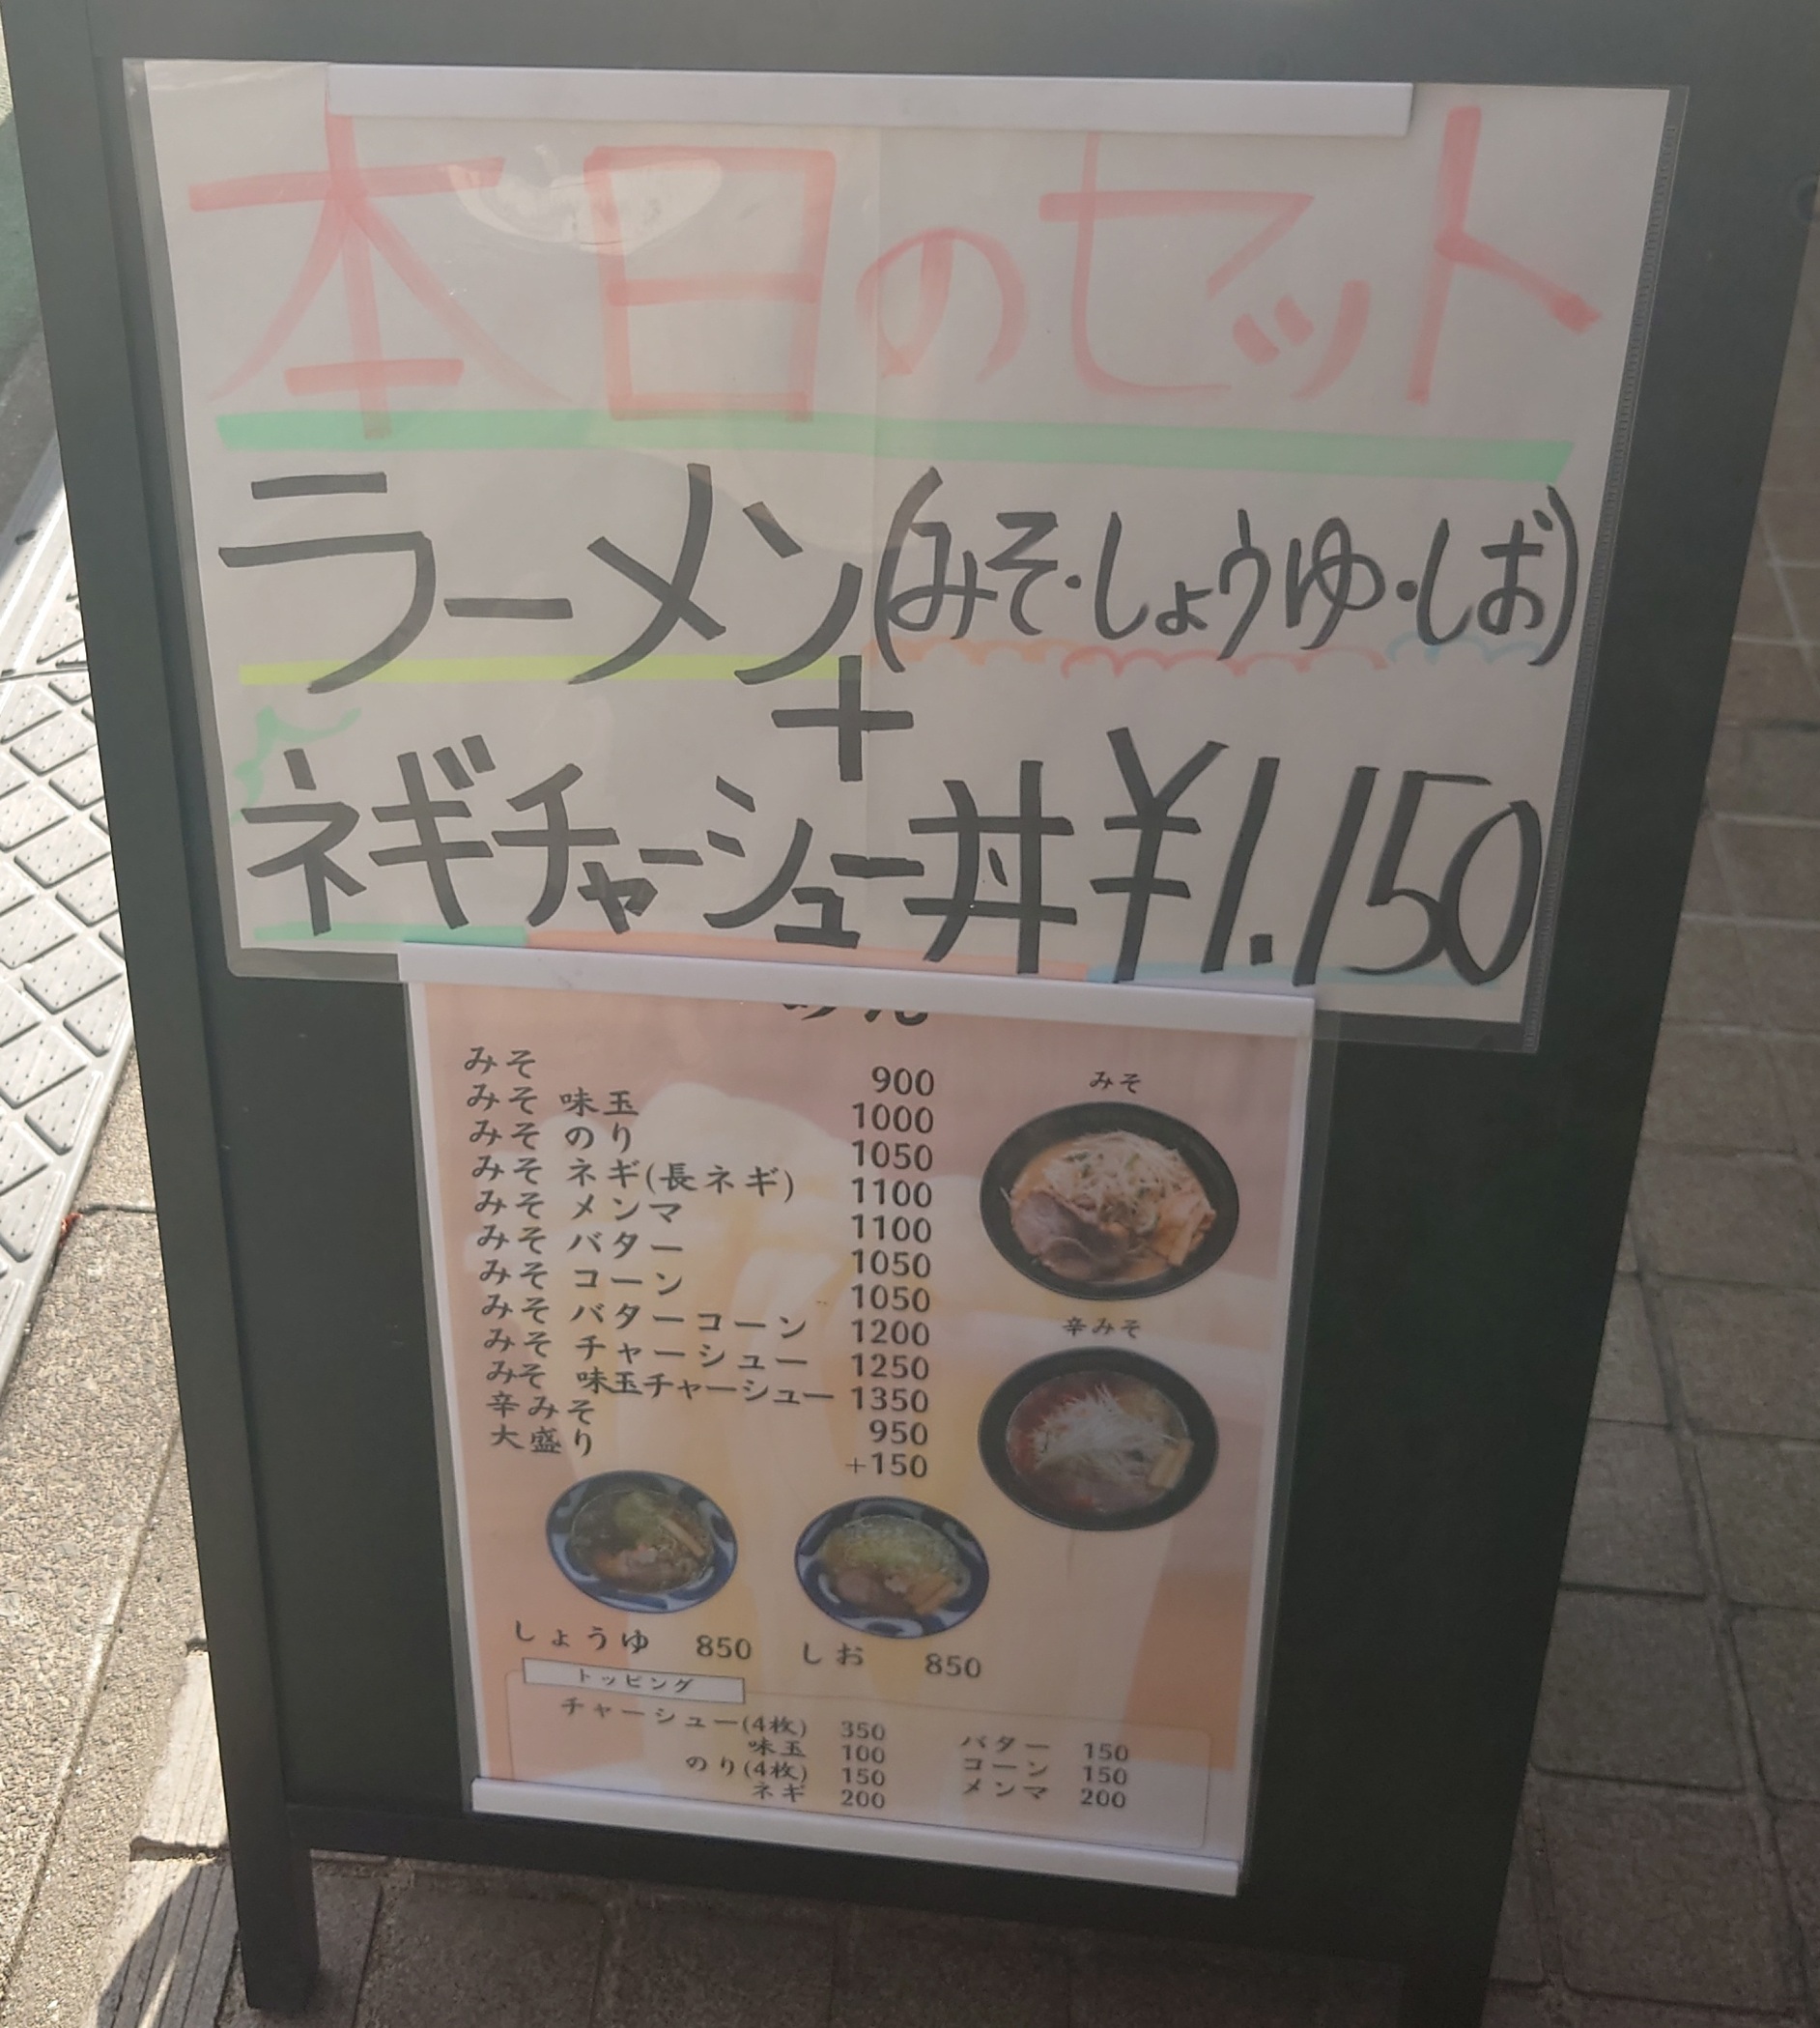 本日のセット
ラーメン(みそ・しょうゆ・しお)
+
ネギチャーシュー丼¥1.150
みそ 900
みそ 味玉 1000
みそ のり 1050
みそ ネギ(長ネギ) 1100
みそ メンマ 1100
みそ バター 1050
みそ コーン 1050
みそ バターコーン 1200
みそ チャーシュー 1250
みそ 味玉チャーシュー 1350
辛みそ 950
大盛り +150
みそ
辛みそ
しょうゆ 850
しお 850
トッピング
チャーシュー(4枚) 350
味玉 100
のり(4枚) 150
ネギ 200
バター 150
コーン 150
メンマ 200